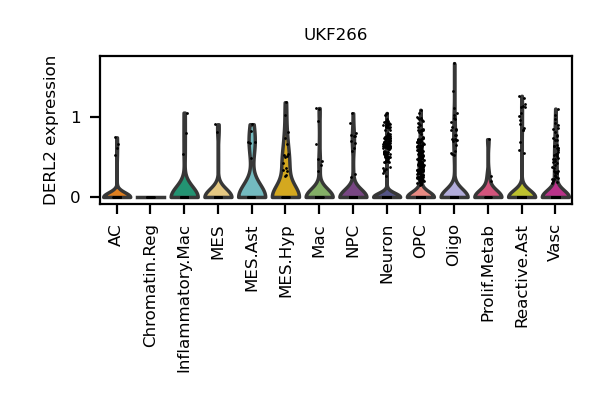 UKF266
DERL2 expression
1
0
AC
Chromatin.Reg
Inflammatory.Mac
MES
MES.Ast
MES.Hyp
Mac
NPC
Neuron
OPC
Oligo
Prolif.Metab
Reactive.Ast
Vasc